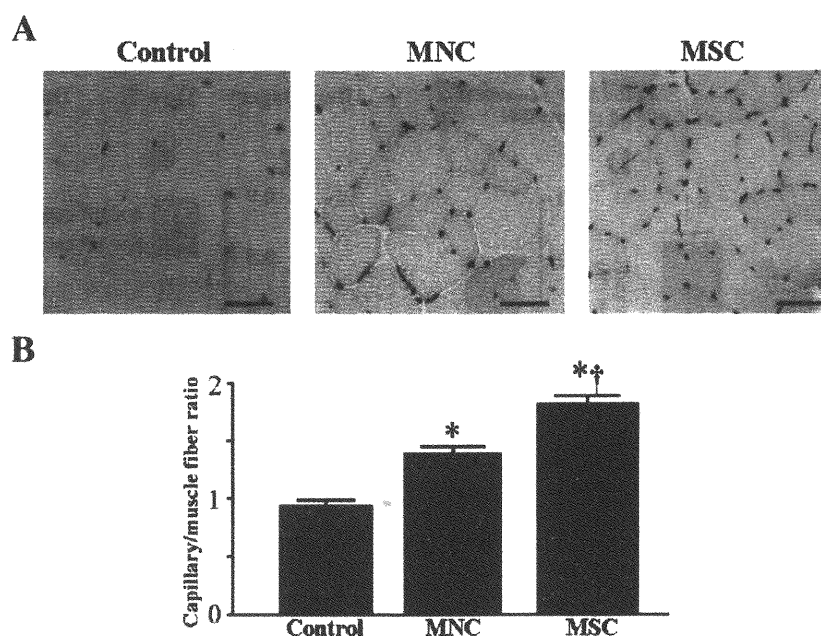 A
Control MNC MSC
B
Capillary/muscle fiber ratio
2
*†
*
1
0
Control MNC MSC